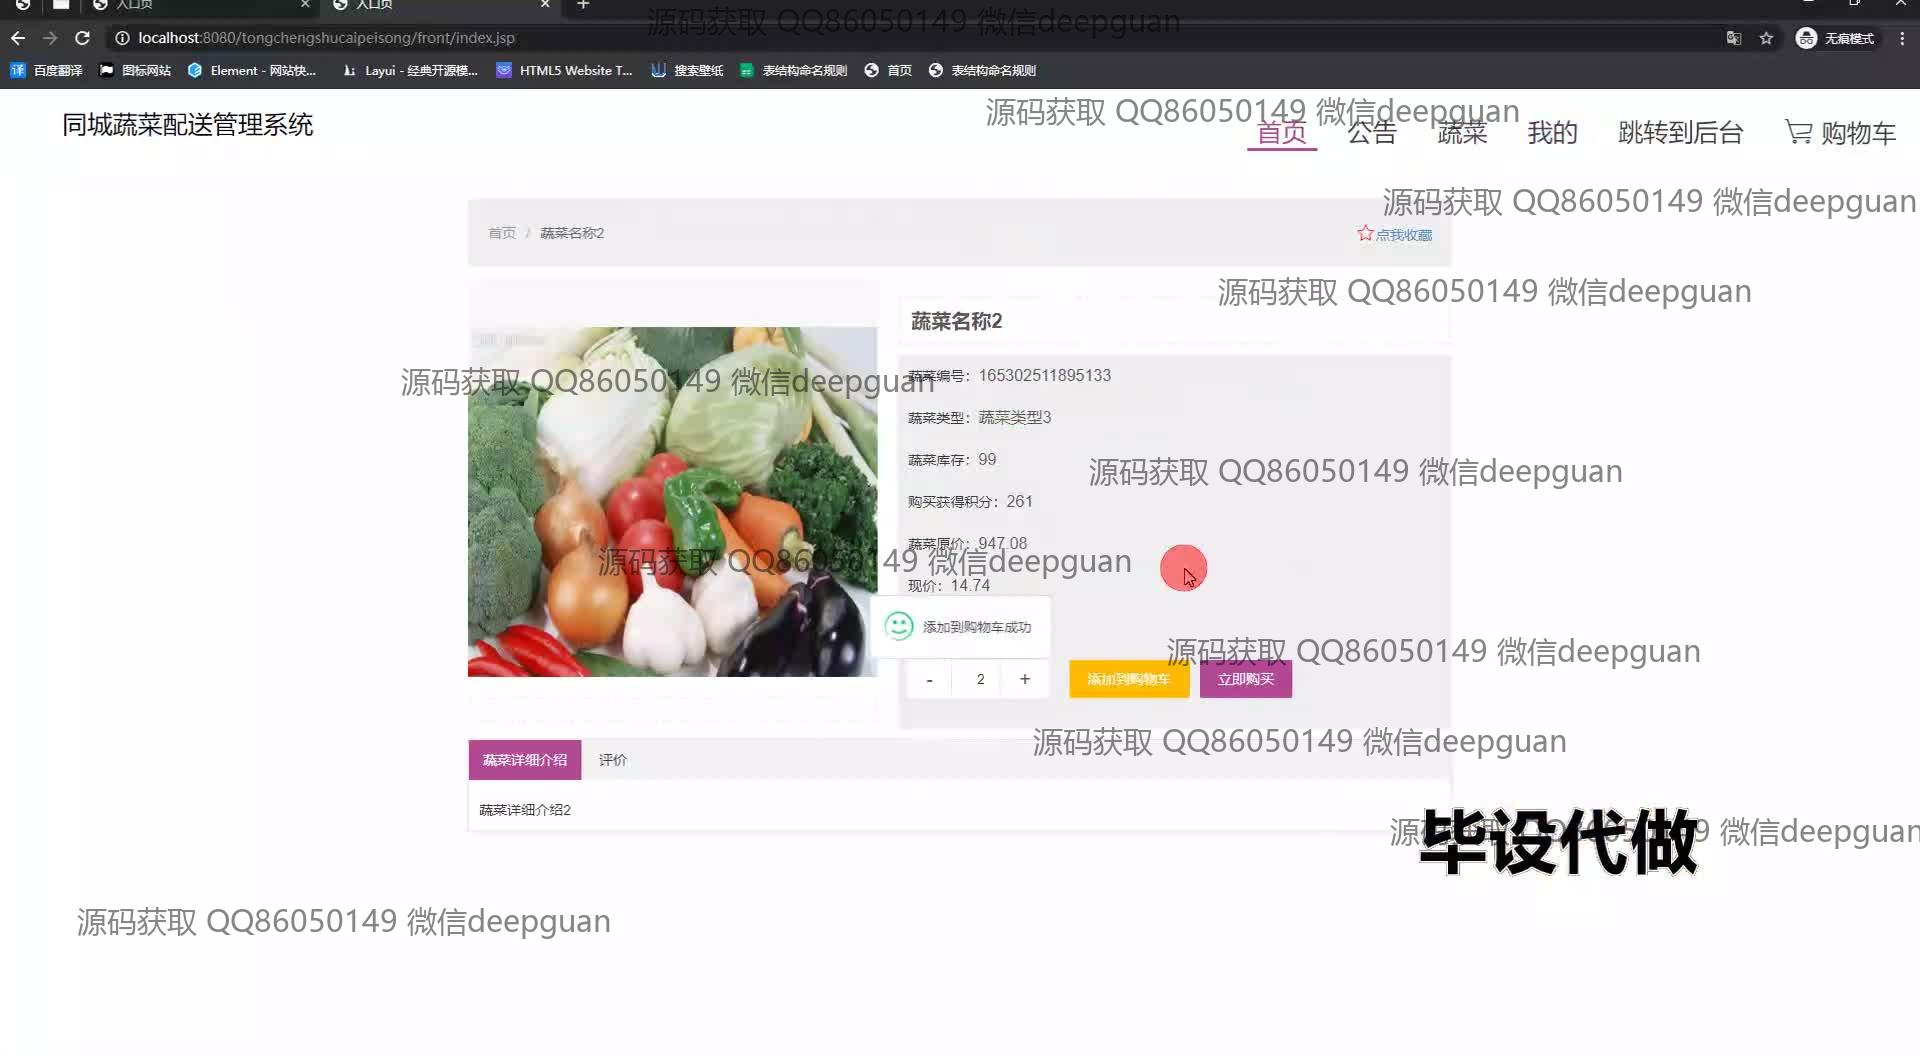 入口页
入口页
源码获取 QQ86050149 微信deepguan
localhost:8080/tongchengshucaipeisong/front/index.jsp
无痕模式
百度翻译 图标网站 Element - 网站快... Layui - 经典开源模... HTML5 Website T... 搜索壁纸 表结构命名规则 首页 表结构命名规则
源码获取 QQ86050149 微信deepguan
同城蔬菜配送管理系统
首页 公告 蔬菜 我的 跳转到后台 购物车
源码获取 QQ86050149 微信deepguan
首页 / 蔬菜名称2
点我收藏
源码获取 QQ86050149 微信deepguan
蔬菜名称2
源码获取 QQ86050149 微信deepguan
蔬菜编号：165302511895133
蔬菜类型：蔬菜类型3
蔬菜库存：99
源码获取 QQ86050149 微信deepguan
购买获得积分：261
蔬菜原价：947.08
源码获取 QQ86050149 微信deepguan
现价：14.74
添加到购物车成功
源码获取 QQ86050149 微信deepguan
- 2 + 添加到购物车 立即购买
源码获取 QQ86050149 微信deepguan
蔬菜详细介绍 评价
蔬菜详细介绍2
源码获取 QQ86050149 微信deepguan
毕设代做
源码获取 QQ86050149 微信deepguan